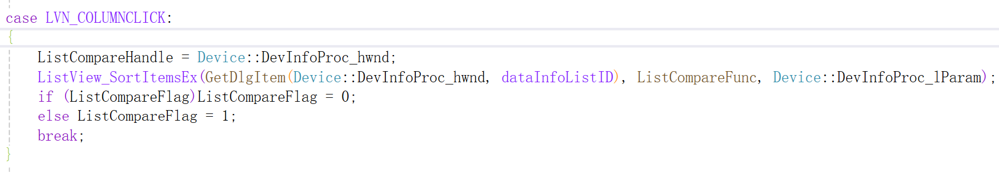 case LVN_COLUMNCLICK:
{
ListCompareHandle = Device::DevInfoProc_hwnd;
ListView_SortItemsEx(GetDlgItem(Device::DevInfoProc_hwnd, dataInfoListID), ListCompareFunc, Device::DevInfoProc_lParam);
if (ListCompareFlag)ListCompareFlag = 0;
else ListCompareFlag = 1;
break;
}